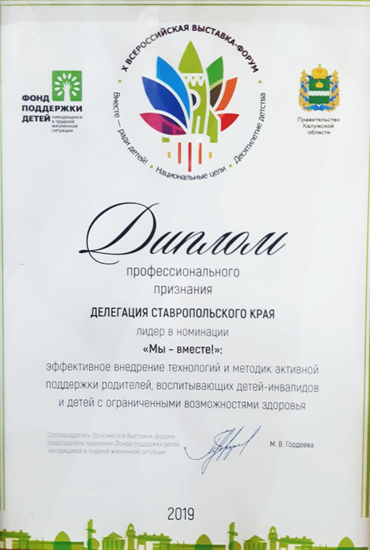 X ВСЕРОССИЙСКАЯ ВЫСТАВКА-ФОРУМ
Вместе — ради детей! · Национальные цели · Десятилетие детства
ФОНД
ПОДДЕРЖКИ
ДЕТЕЙ
находящихся
в трудной
жизненной
ситуации
Правительство
Калужской
области
Диплом
профессионального
признания
ДЕЛЕГАЦИЯ СТАВРОПОЛЬСКОГО КРАЯ
лидер в номинации
«Мы – вместе!»:
эффективное внедрение технологий и методик активной
поддержки родителей, воспитывающих детей-инвалидов
и детей с ограниченными возможностями здоровья
Сопредседатель Оргкомитета Выставки-форума,
председатель правления Фонда поддержки детей,
находящихся в трудной жизненной ситуации
М. В. Гордеева
2019